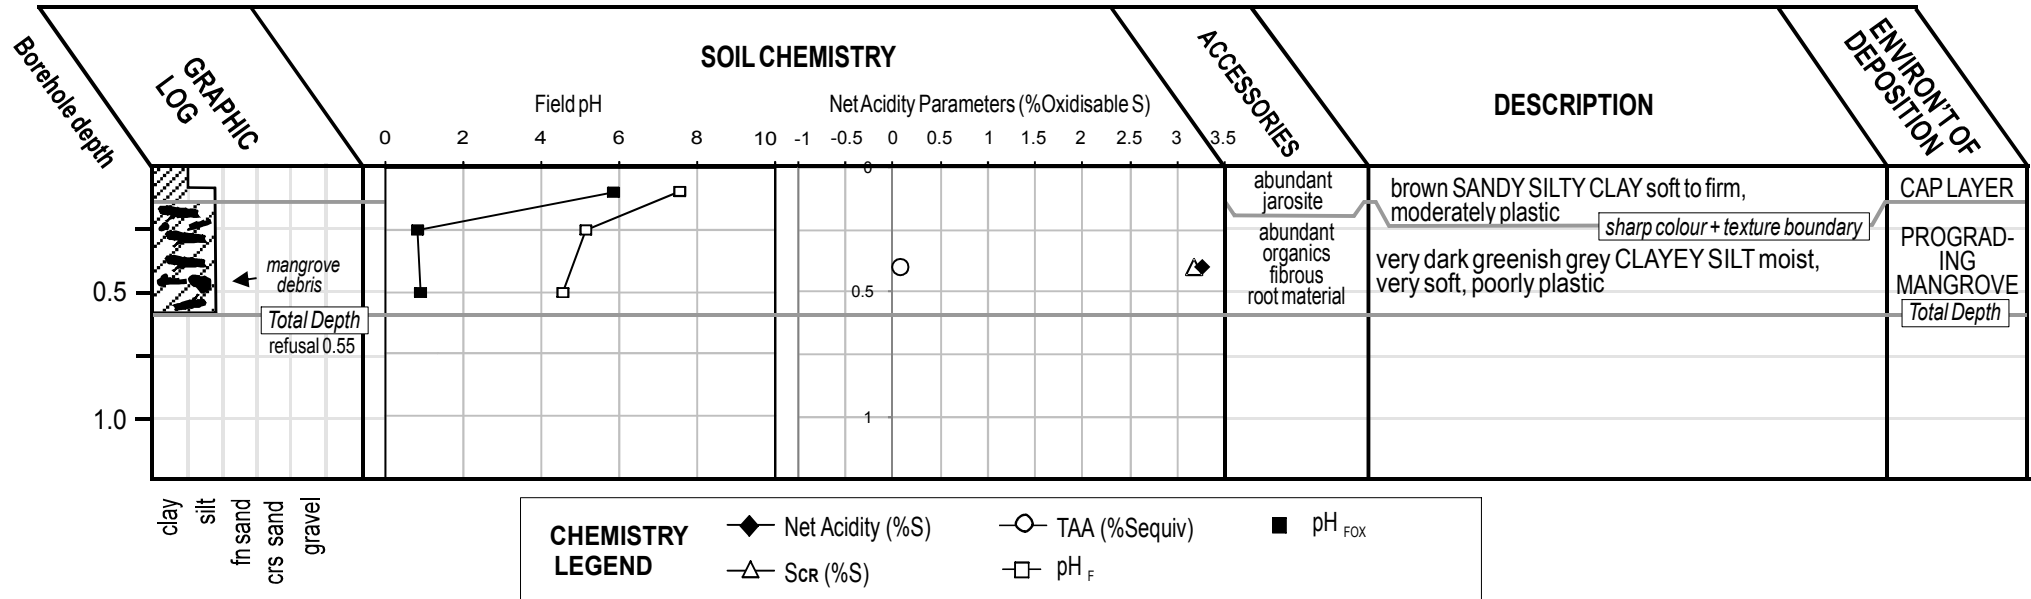 Borehole depth
GRAPHIC
LOG
SOIL CHEMISTRY
Field pH
0 2 4 6 8 10
Net Acidity Parameters (%Oxidisable S)
-1 -0.5 0 0.5 1 1.5 2 2.5 3 3.5
ACCESSORIES
DESCRIPTION
ENVIRON'T OF
DEPOSITION
0
abundant
jarosite
brown SANDY SILTY CLAY soft to firm,
moderately plastic
sharp colour + texture boundary
CAP LAYER
mangrove
debris
abundant
organics
fibrous
root material
very dark greenish grey CLAYEY SILT moist,
very soft, poorly plastic
PROGRAD-
ING
MANGROVE
0.5
0.5
Total Depth
refusal 0.55
Total Depth
1.0
1
clay
silt
fn sand
crs sand
gravel
CHEMISTRY
LEGEND
Net Acidity (%S)
TAA (%Sequiv)
pH FOX
SCR (%S)
pH F